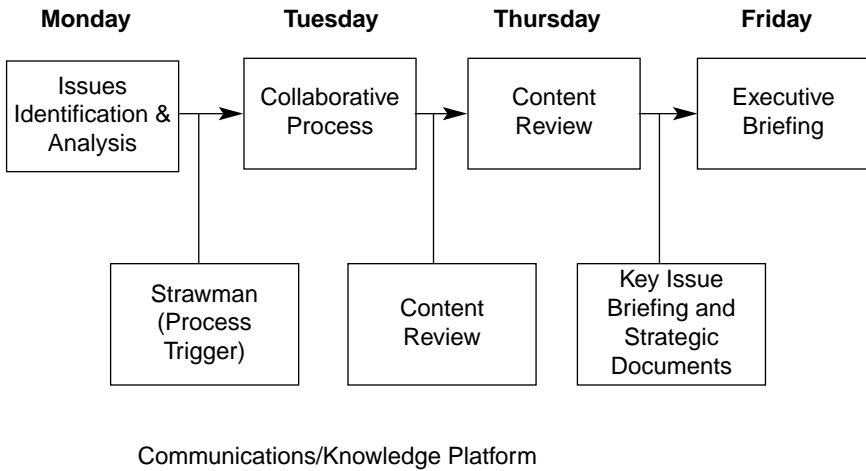 Monday Tuesday Thursday Friday
Issues
Identification &
Analysis
Collaborative
Process
Content
Review
Executive
Briefing
Strawman
(Process
Trigger)
Content
Review
Key Issue
Briefing and
Strategic
Documents
Communications/Knowledge Platform